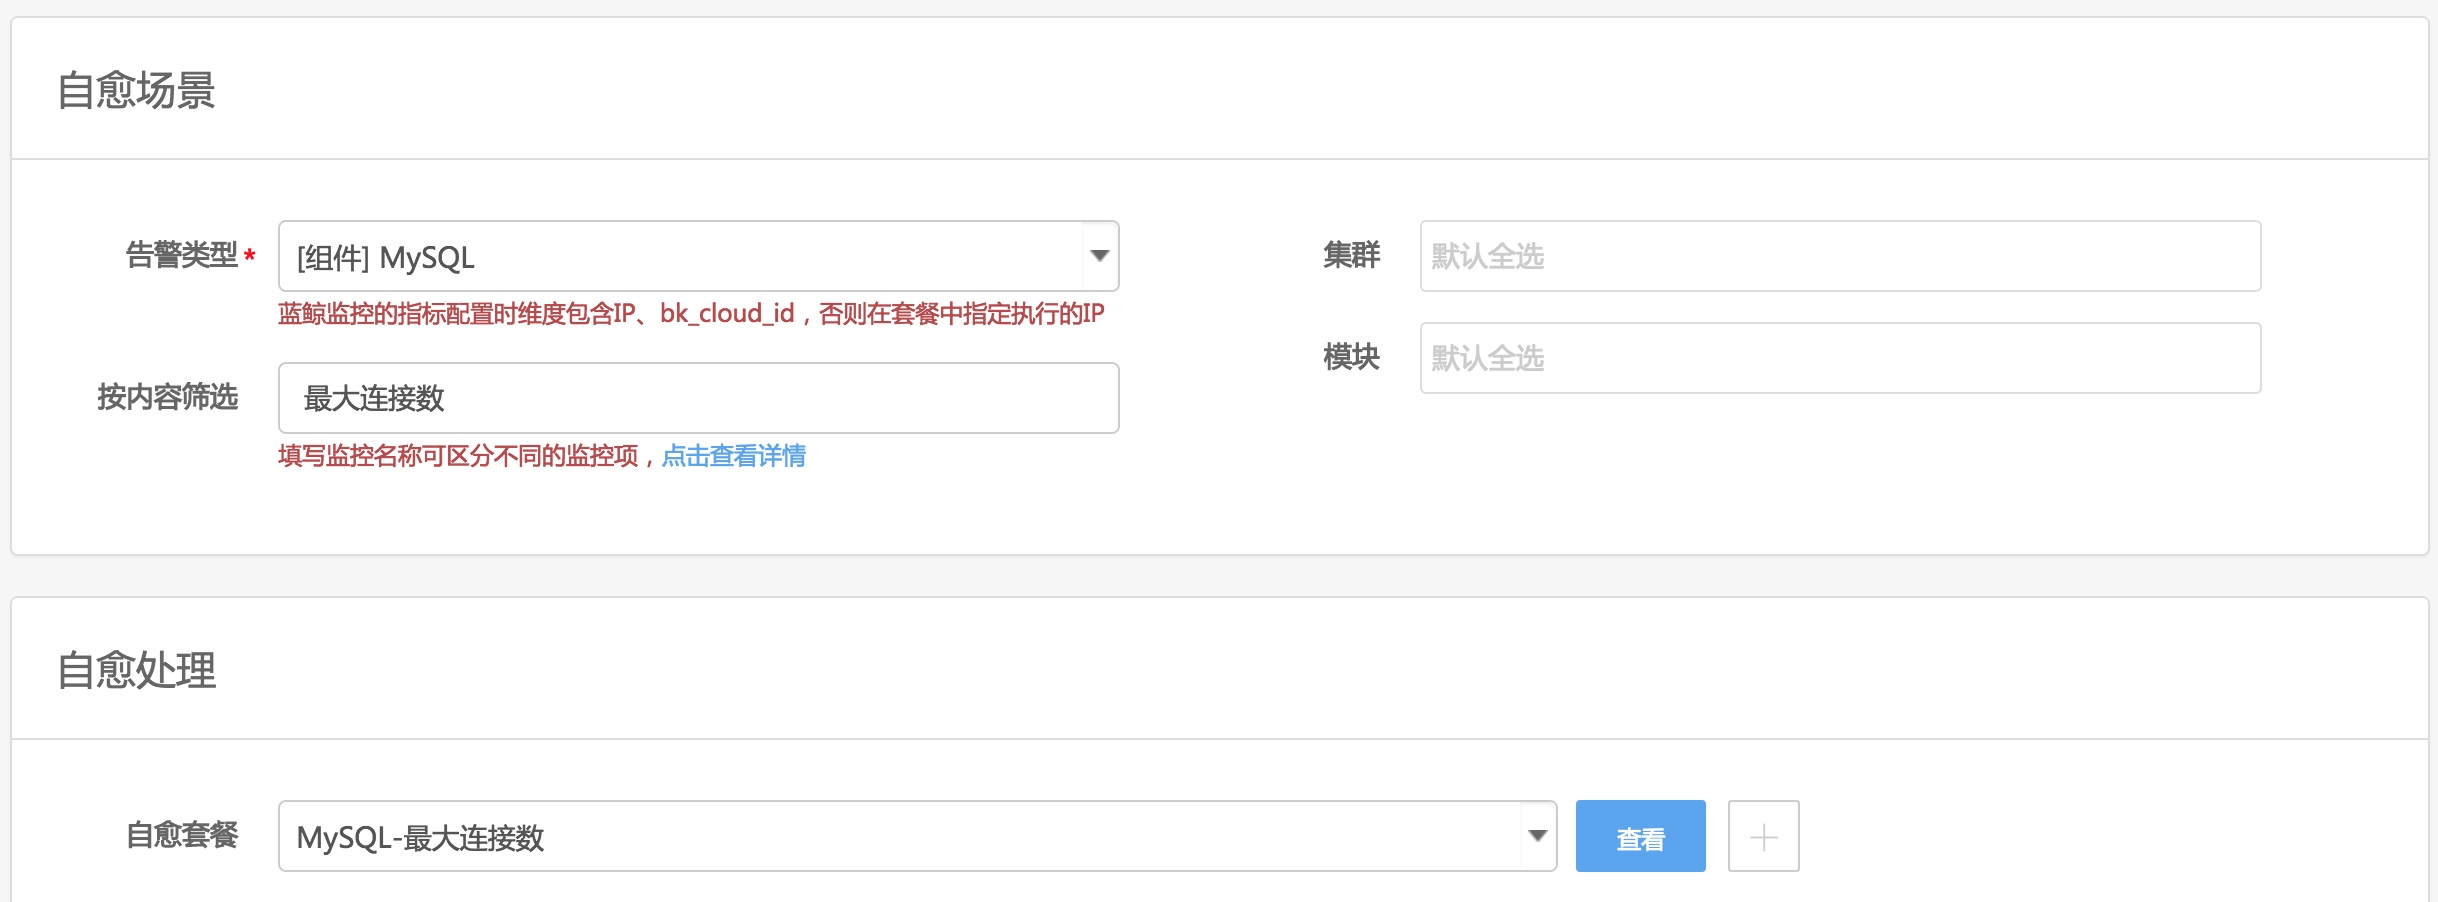 自愈场景
告警类型*
[组件] MySQL
蓝鲸监控的指标配置时维度包含IP、bk_cloud_id，否则在套餐中指定执行的IP
按内容筛选
最大连接数
填写监控名称可区分不同的监控项，点击查看详情
集群
默认全选
模块
默认全选
自愈处理
自愈套餐
MySQL-最大连接数
查看